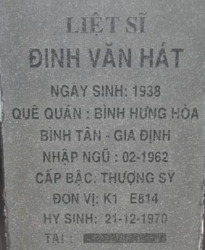 LIỆT SĨ
ĐINH VĂN HÁT
NGAY SINH: 1938
QUÊ QUÁN : BÌNH HƯNG HÒA
BÌNH TÂN - GIA ĐỊNH
NHẬP NGŨ : 02-1962
CẤP BẬC: THƯỢNG SỸ
ĐƠN VỊ: K1 E814
HY SINH: 21-12-1970
TẠI :